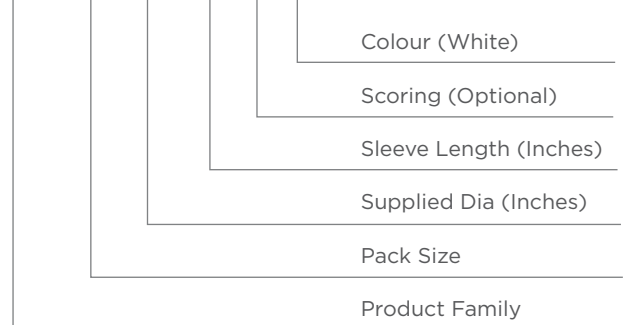 Colour (White)
Scoring (Optional)
Sleeve Length (Inches)
Supplied Dia (Inches)
Pack Size
Product Family